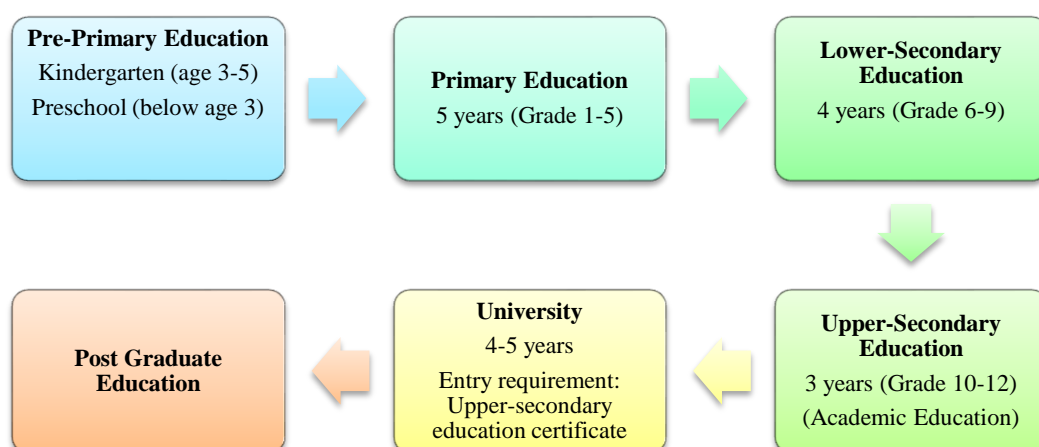 Pre-Primary Education
Kindergarten (age 3-5)
Preschool (below age 3)
Primary Education
5 years (Grade 1-5)
Lower-Secondary
Education
4 years (Grade 6-9)
Upper-Secondary
Education
3 years (Grade 10-12)
(Academic Education)
University
4-5 years
Entry requirement:
Upper-secondary
education certificate
Post Graduate
Education